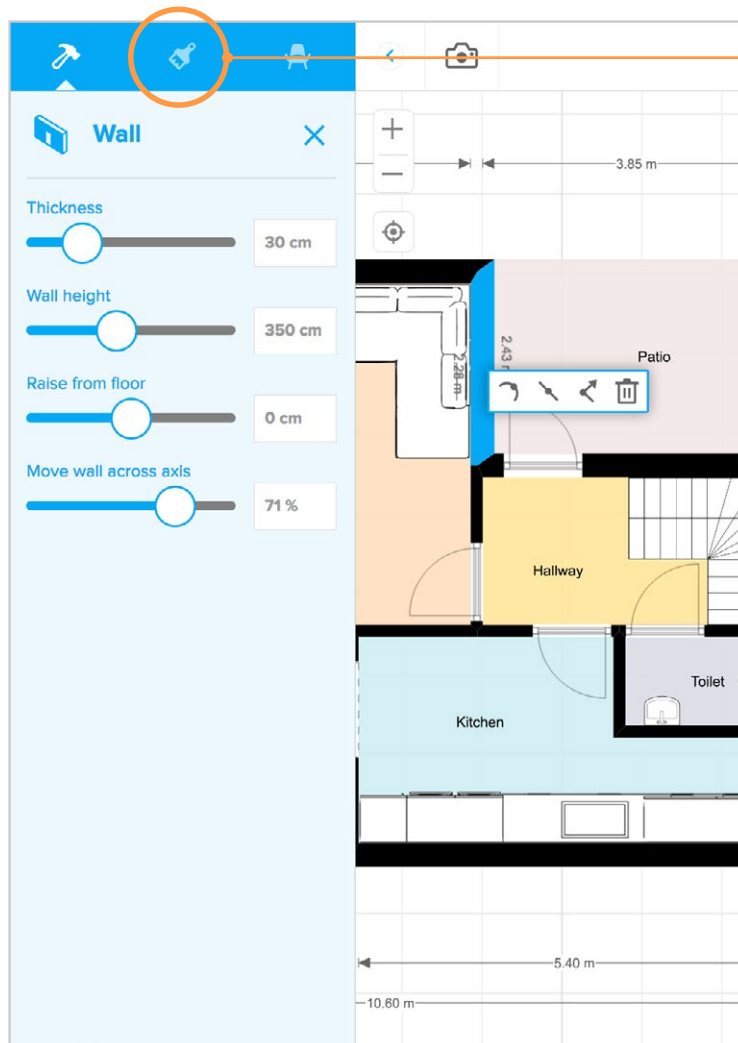 Wall
Thickness
30 cm
Wall height
350 cm
Raise from floor
0 cm
Move wall across axis
71 %
3.85 m
2.28 m
2.43
Patio
Hallway
Toilet
Kitchen
5.40 m
10.60 m